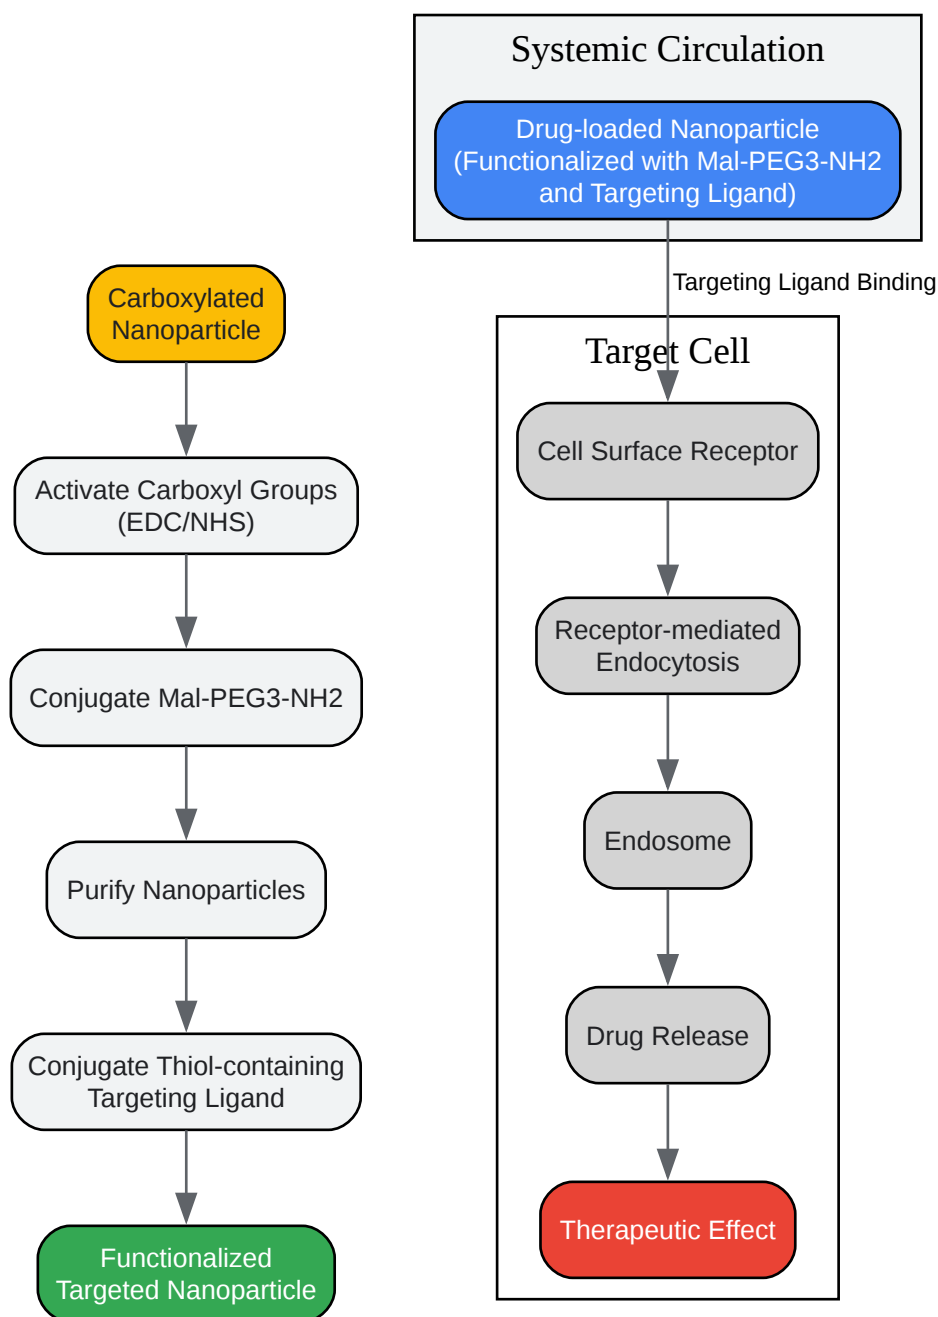 Systemic Circulation
Drug-loaded Nanoparticle
(Functionalized with Mal-PEG3-NH2
and Targeting Ligand)
Targeting Ligand Binding
Target Cell
Cell Surface Receptor
Receptor-mediated
Endocytosis
Endosome
Drug Release
Therapeutic Effect
Carboxylated
Nanoparticle
Activate Carboxyl Groups
(EDC/NHS)
Conjugate Mal-PEG3-NH2
Purify Nanoparticles
Conjugate Thiol-containing
Targeting Ligand
Functionalized
Targeted Nanoparticle